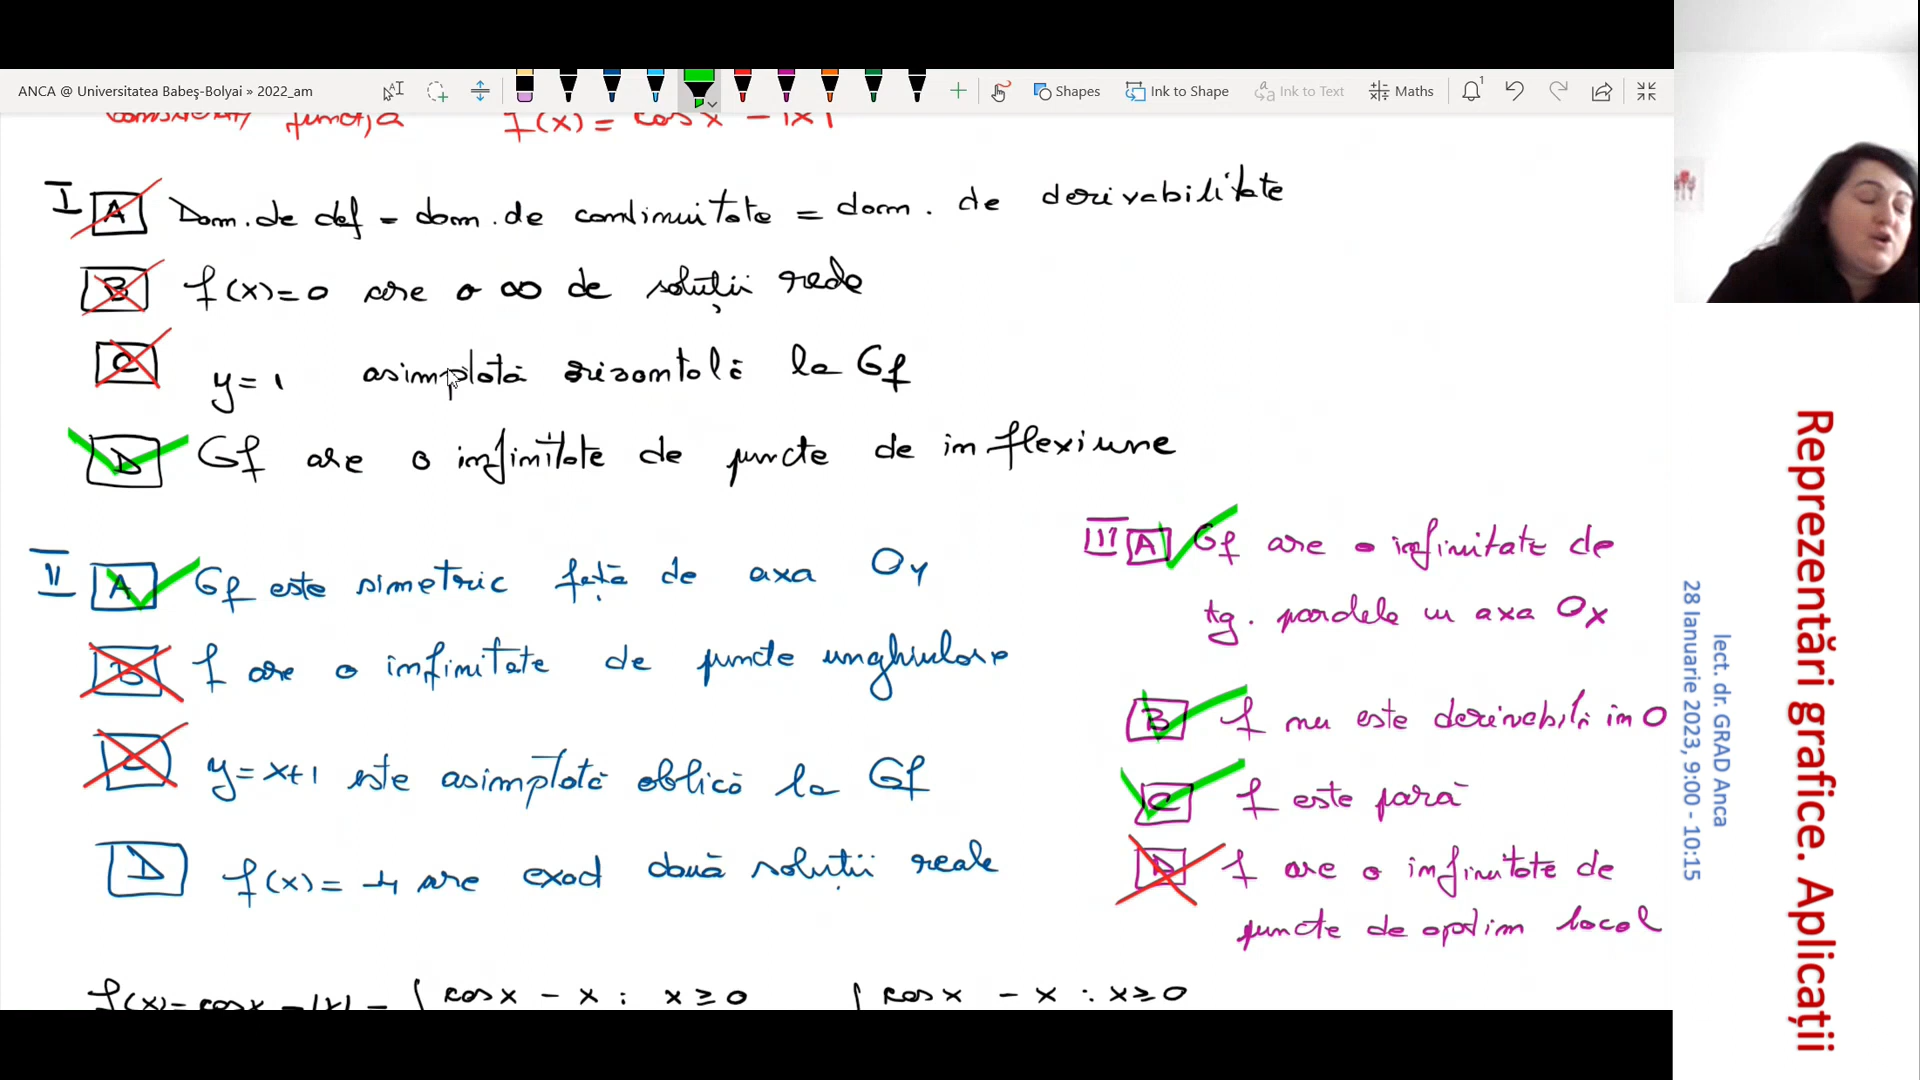 ANCA @ Universitatea Babeş-Bolyai » 2022_am
Shapes
Ink to Shape
Ink to Text
Maths
1
funcția f(x) = cos x - |x|
I A Dom. de def = dom. de continuitate = dom. de derivabilitate
B f(x)=0 are o ∞ de soluții reale
C y = 1 asimptotă orizontală la Gf
D Gf are o infinitate de puncte de inflexiune
II A Gf este simetric față de axa Oy
B f are o infinitate de puncte unghiulare
C y = x+1 este asimptotă oblică la Gf
D f(x) = -4 are exact două soluții reale
III A Gf are o infinitate de
tg. paralele cu axa Ox
B f nu este derivabilă în 0
C f este pară
D f are o infinitate de
puncte de optim local
f(x) = cos x - |x| = { cos x - x ; x ≥ 0 { cos x - x ; x ≥ 0
Reprezentări grafice. Aplicații
lect. dr. GRAD Anca
28 Ianuarie 2023, 9:00 - 10:15